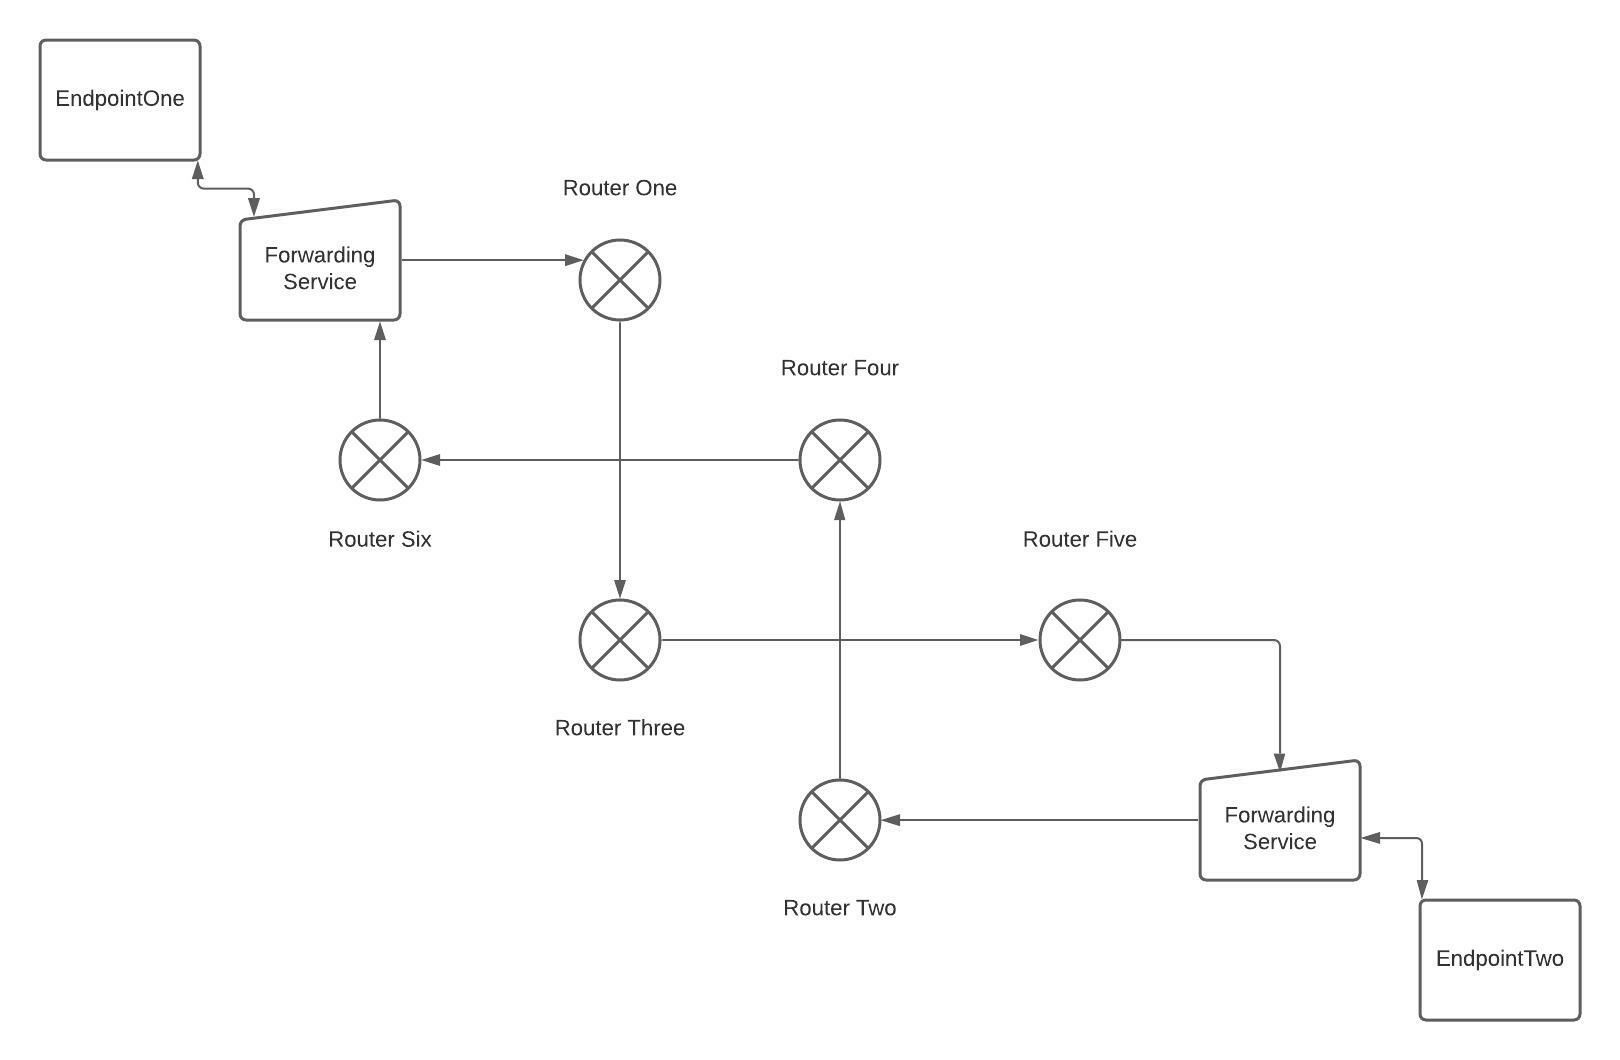 EndpointOne
Router One
Forwarding
Service
Router Four
Router Six
Router Five
Router Three
Forwarding
Service
Router Two
EndpointTwo